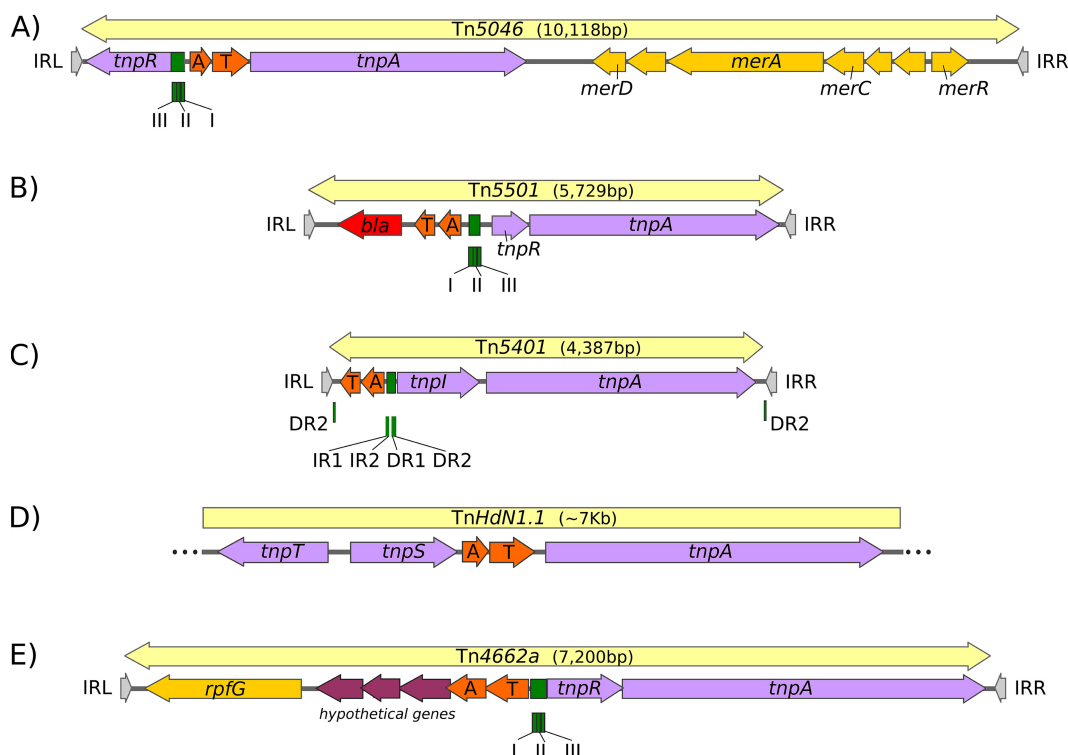 A)
Tn5046 (10,118bp)
IRL tnpR A T tnpA merA IRR
merD merC merR
III II I
B)
Tn5501 (5,729bp)
IRL bla T A tnpA IRR
tnpR
I II III
C)
Tn5401 (4,387bp)
IRL T A tnpI tnpA IRR
DR2 DR2
IR1 IR2 DR1 DR2
D)
TnHdN1.1 (~7Kb)
tnpT tnpS A T tnpA
E)
Tn4662a (7,200bp)
IRL rpfG A T tnpR tnpA IRR
hypothetical genes
I II III